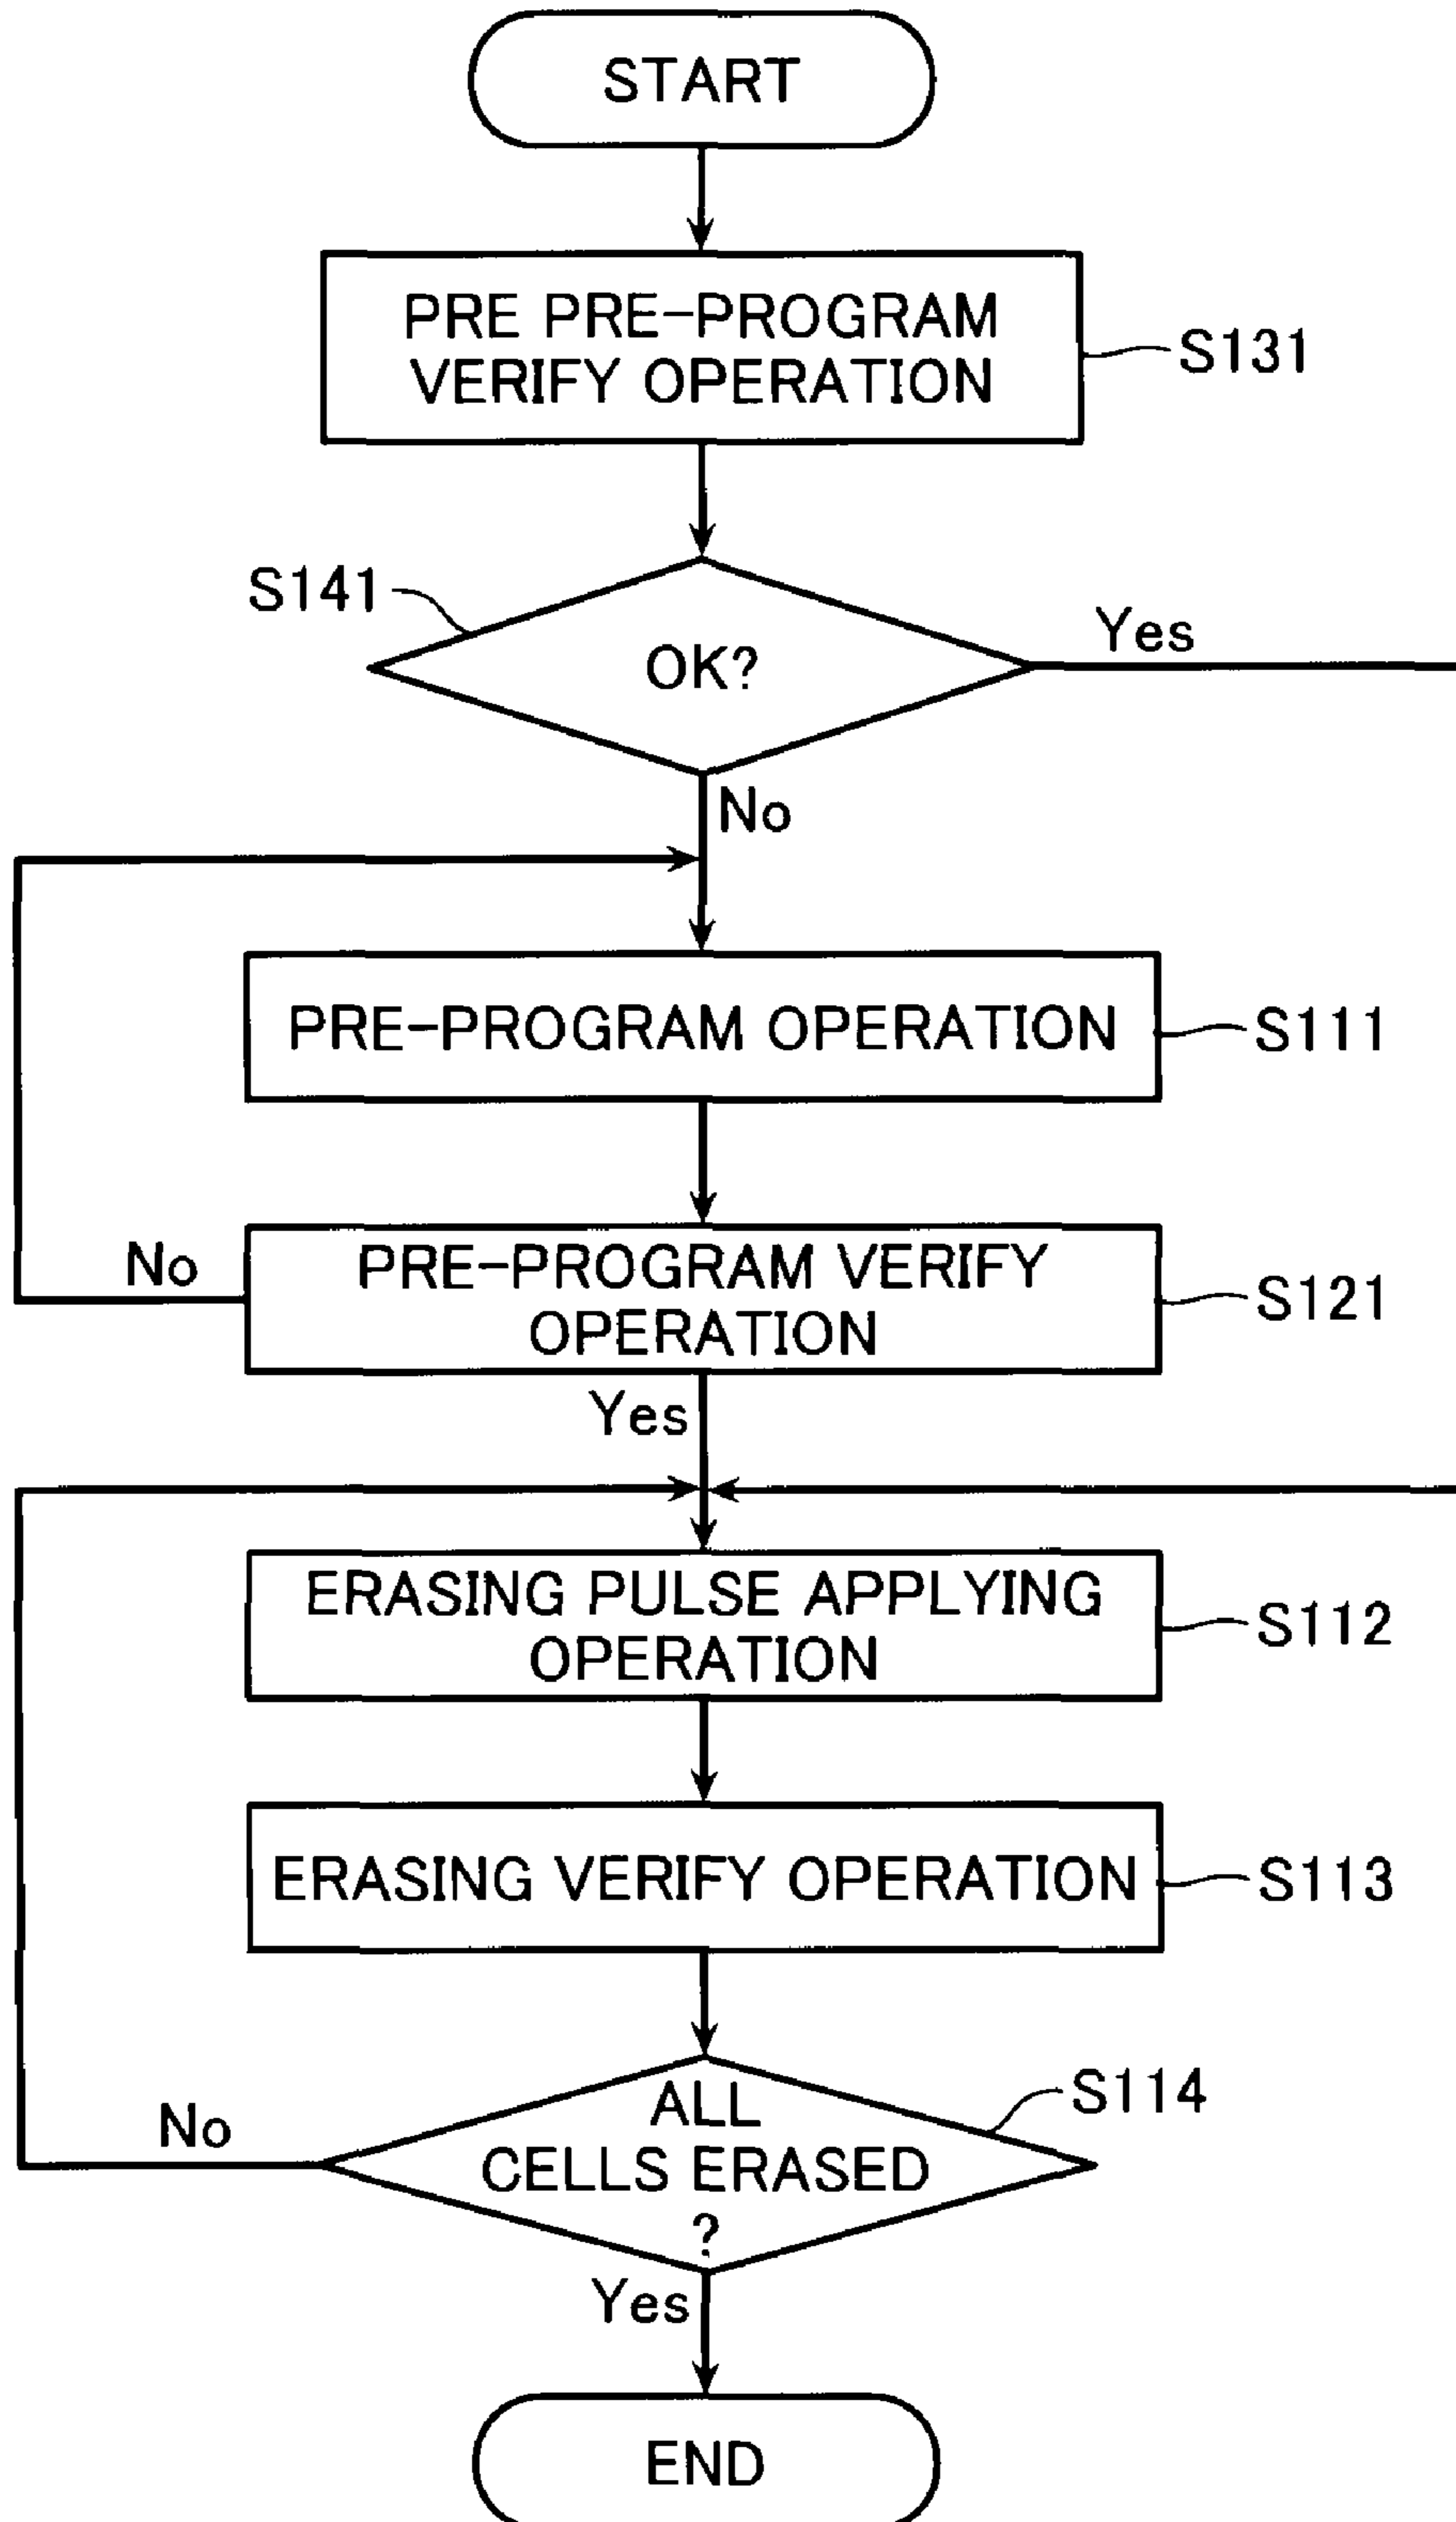 START
PRE PRE-PROGRAM
VERIFY OPERATION
S131
S141
OK?
Yes
No
PRE-PROGRAM OPERATION
S111
No
PRE-PROGRAM VERIFY
OPERATION
S121
Yes
ERASING PULSE APPLYING
OPERATION
S112
ERASING VERIFY OPERATION
S113
ALL
CELLS ERASED
?
S114
No
Yes
END